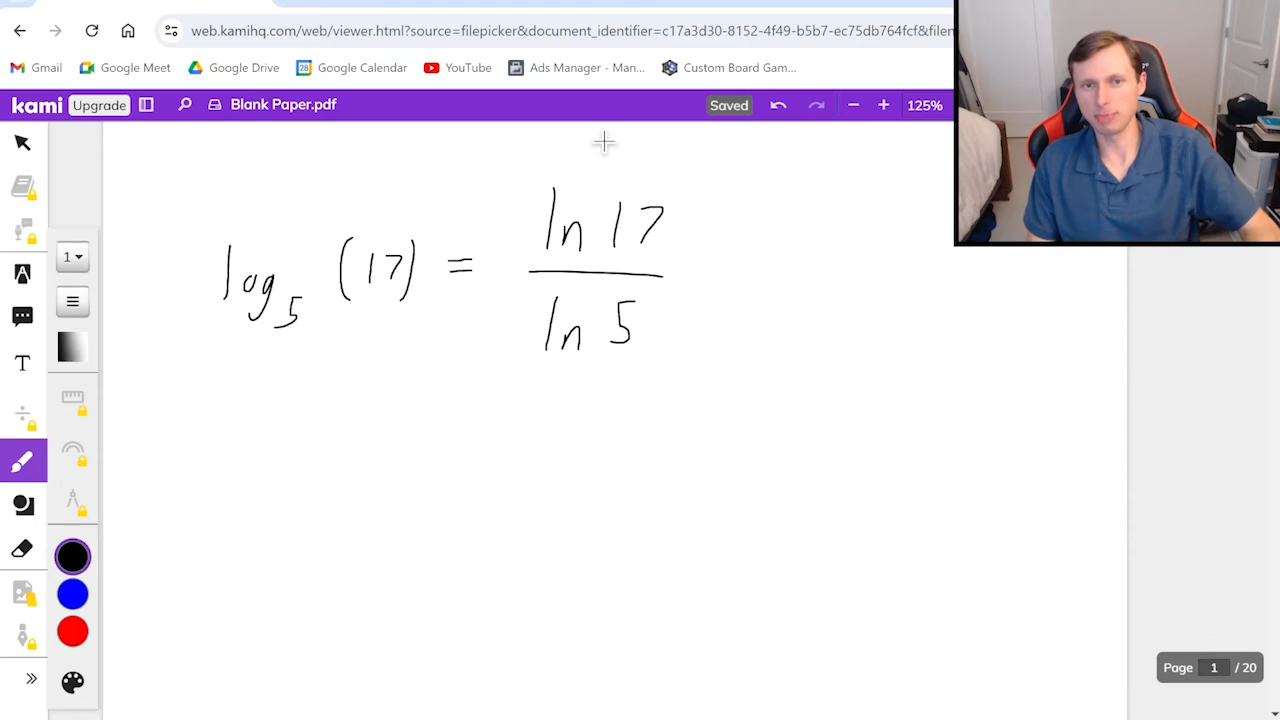 web.kamihq.com/web/viewer.html?source=filepicker&document_identifier=c17a3d30-8152-4f49-b5b7-ec75db764fcf&filen
Gmail Google Meet Google Drive 28 Google Calendar YouTube Ads Manager - Man... Custom Board Gam...
kami Upgrade Blank Paper.pdf Saved 125%
1
T
log5 (17) = ln 17 / ln 5
Page 1 / 20